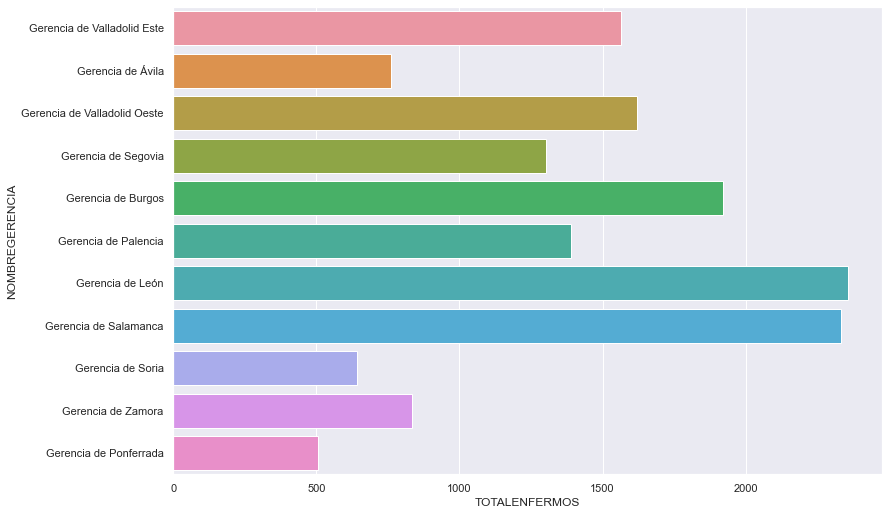 Gerencia de Valladolid Este
Gerencia de Ávila
Gerencia de Valladolid Oeste
Gerencia de Segovia
Gerencia de Burgos
Gerencia de Palencia
Gerencia de León
Gerencia de Salamanca
Gerencia de Soria
Gerencia de Zamora
Gerencia de Ponferrada
NOMBREGERENCIA
0 500 1000 1500 2000
TOTALENFERMOS